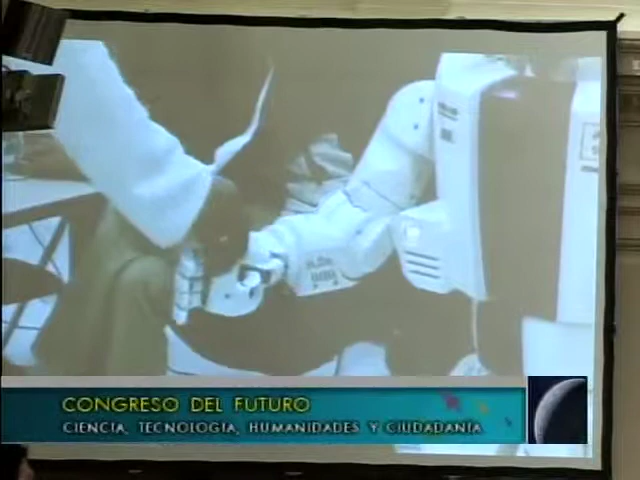 CONGRESO DEL FUTURO
CIENCIA, TECNOLOGÍA, HUMANIDADES Y CIUDADANÍA